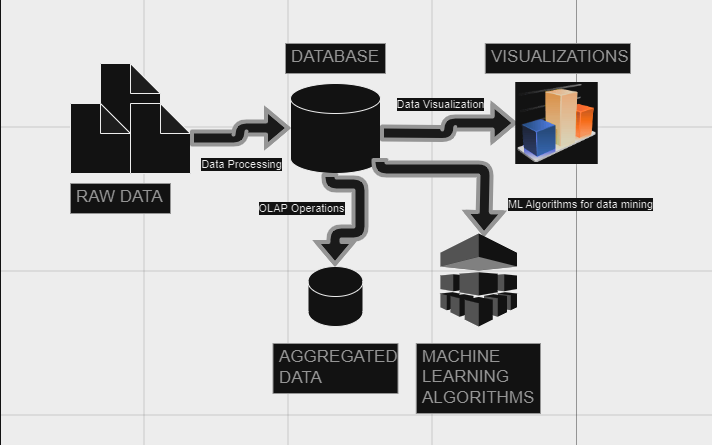 DATABASE
VISUALIZATIONS
Data Visualization
Data Processing
RAW DATA
OLAP Operations
ML Algorithms for data mining
AGGREGATED
DATA
MACHINE
LEARNING
ALGORITHMS